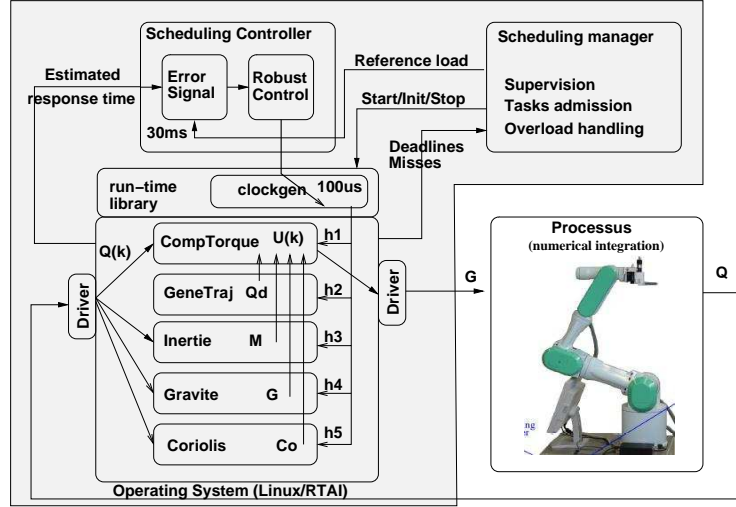 Scheduling Controller
Scheduling manager
Estimated
response time
Error
Signal
Robust
Control
Reference load
Supervision
Tasks admission
Overload handling
Start/Init/Stop
30ms
Deadlines
Misses
run−time
library
clockgen 100us
Q(k)
CompTorque U(k) h1
Processus
(numerical integration)
Driver
GeneTraj Qd h2
Driver
G
Q
Inertie M h3
Gravite G h4
Coriolis Co h5
ng
er
Operating System (Linux/RTAI)